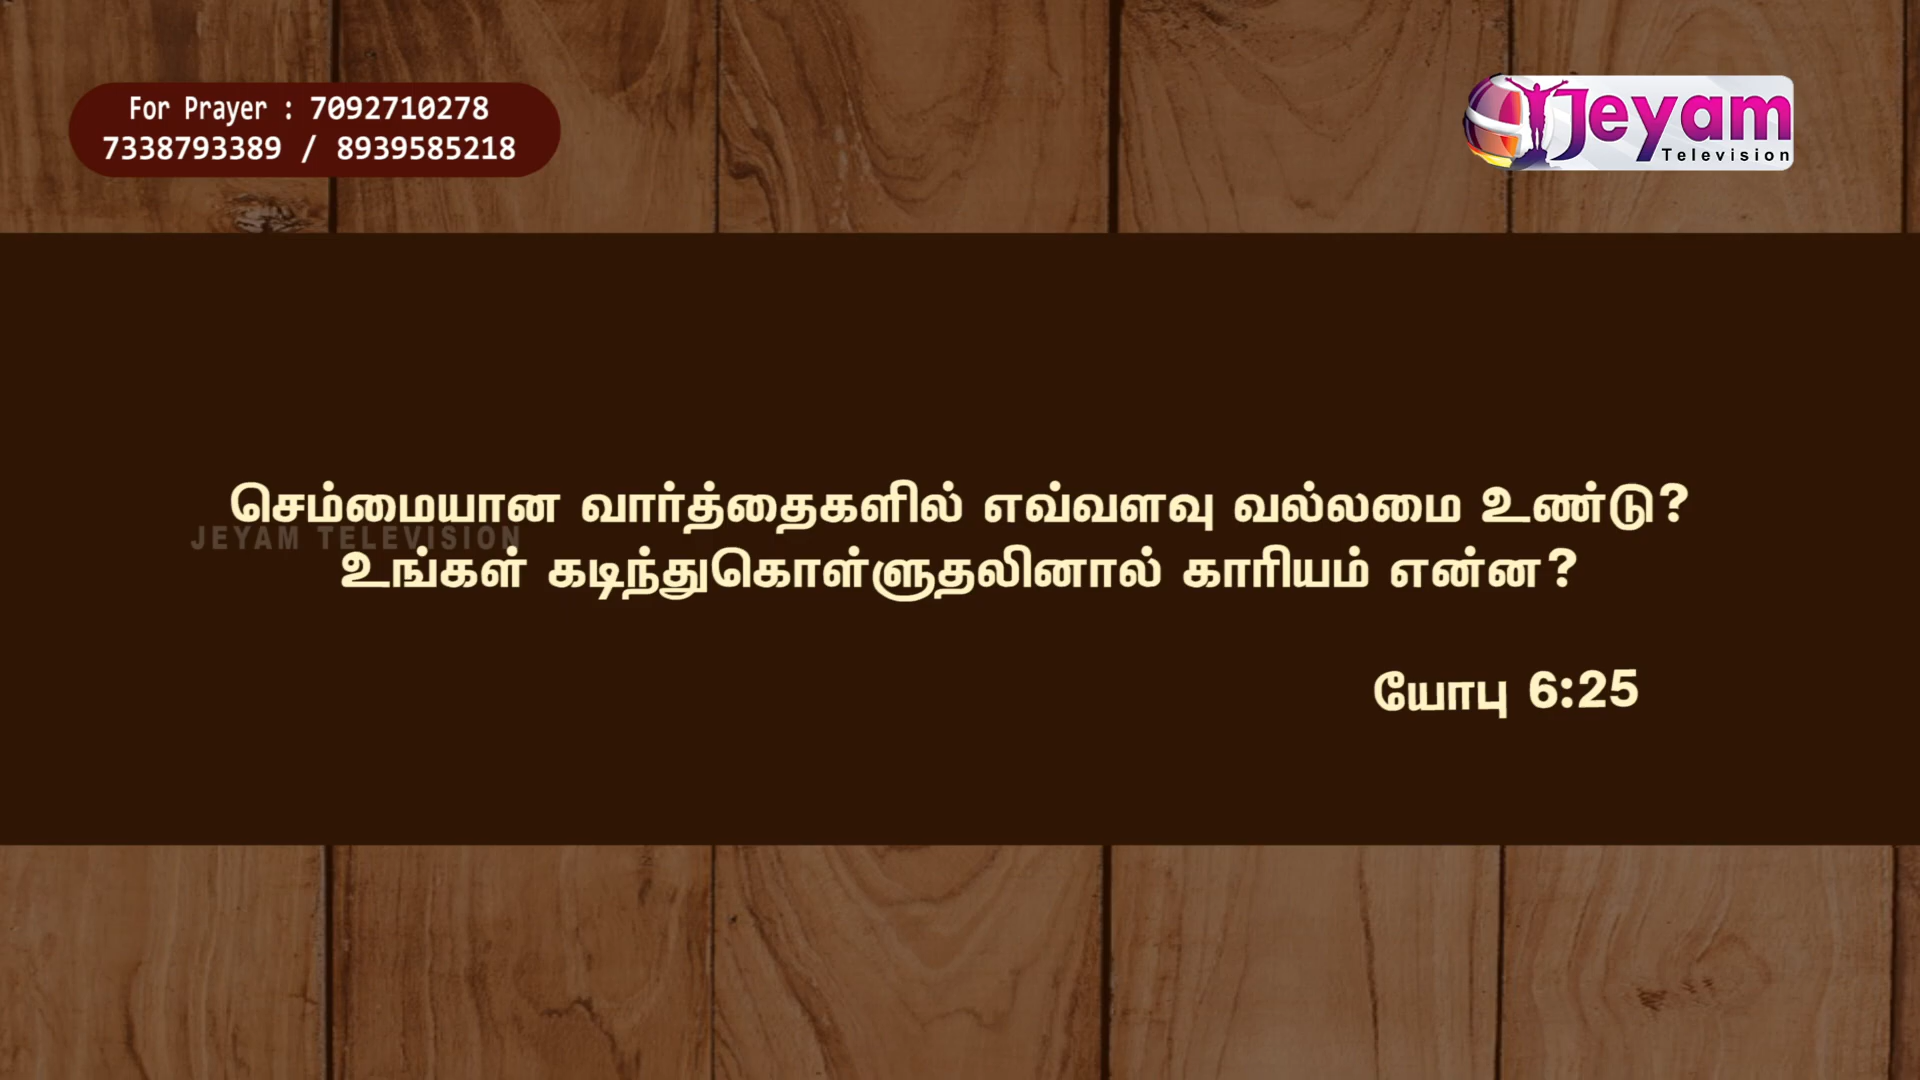 For Prayer : 7092710278
7338793389 / 8939585218
Jeyam
Television
செம்மையான வார்த்தைகளில் எவ்வளவு வல்லமை உண்டு?
JEYAM TELEVISION
உங்கள் கடிந்துகொள்ளுதலினால் காரியம் என்ன?
யோபு 6:25